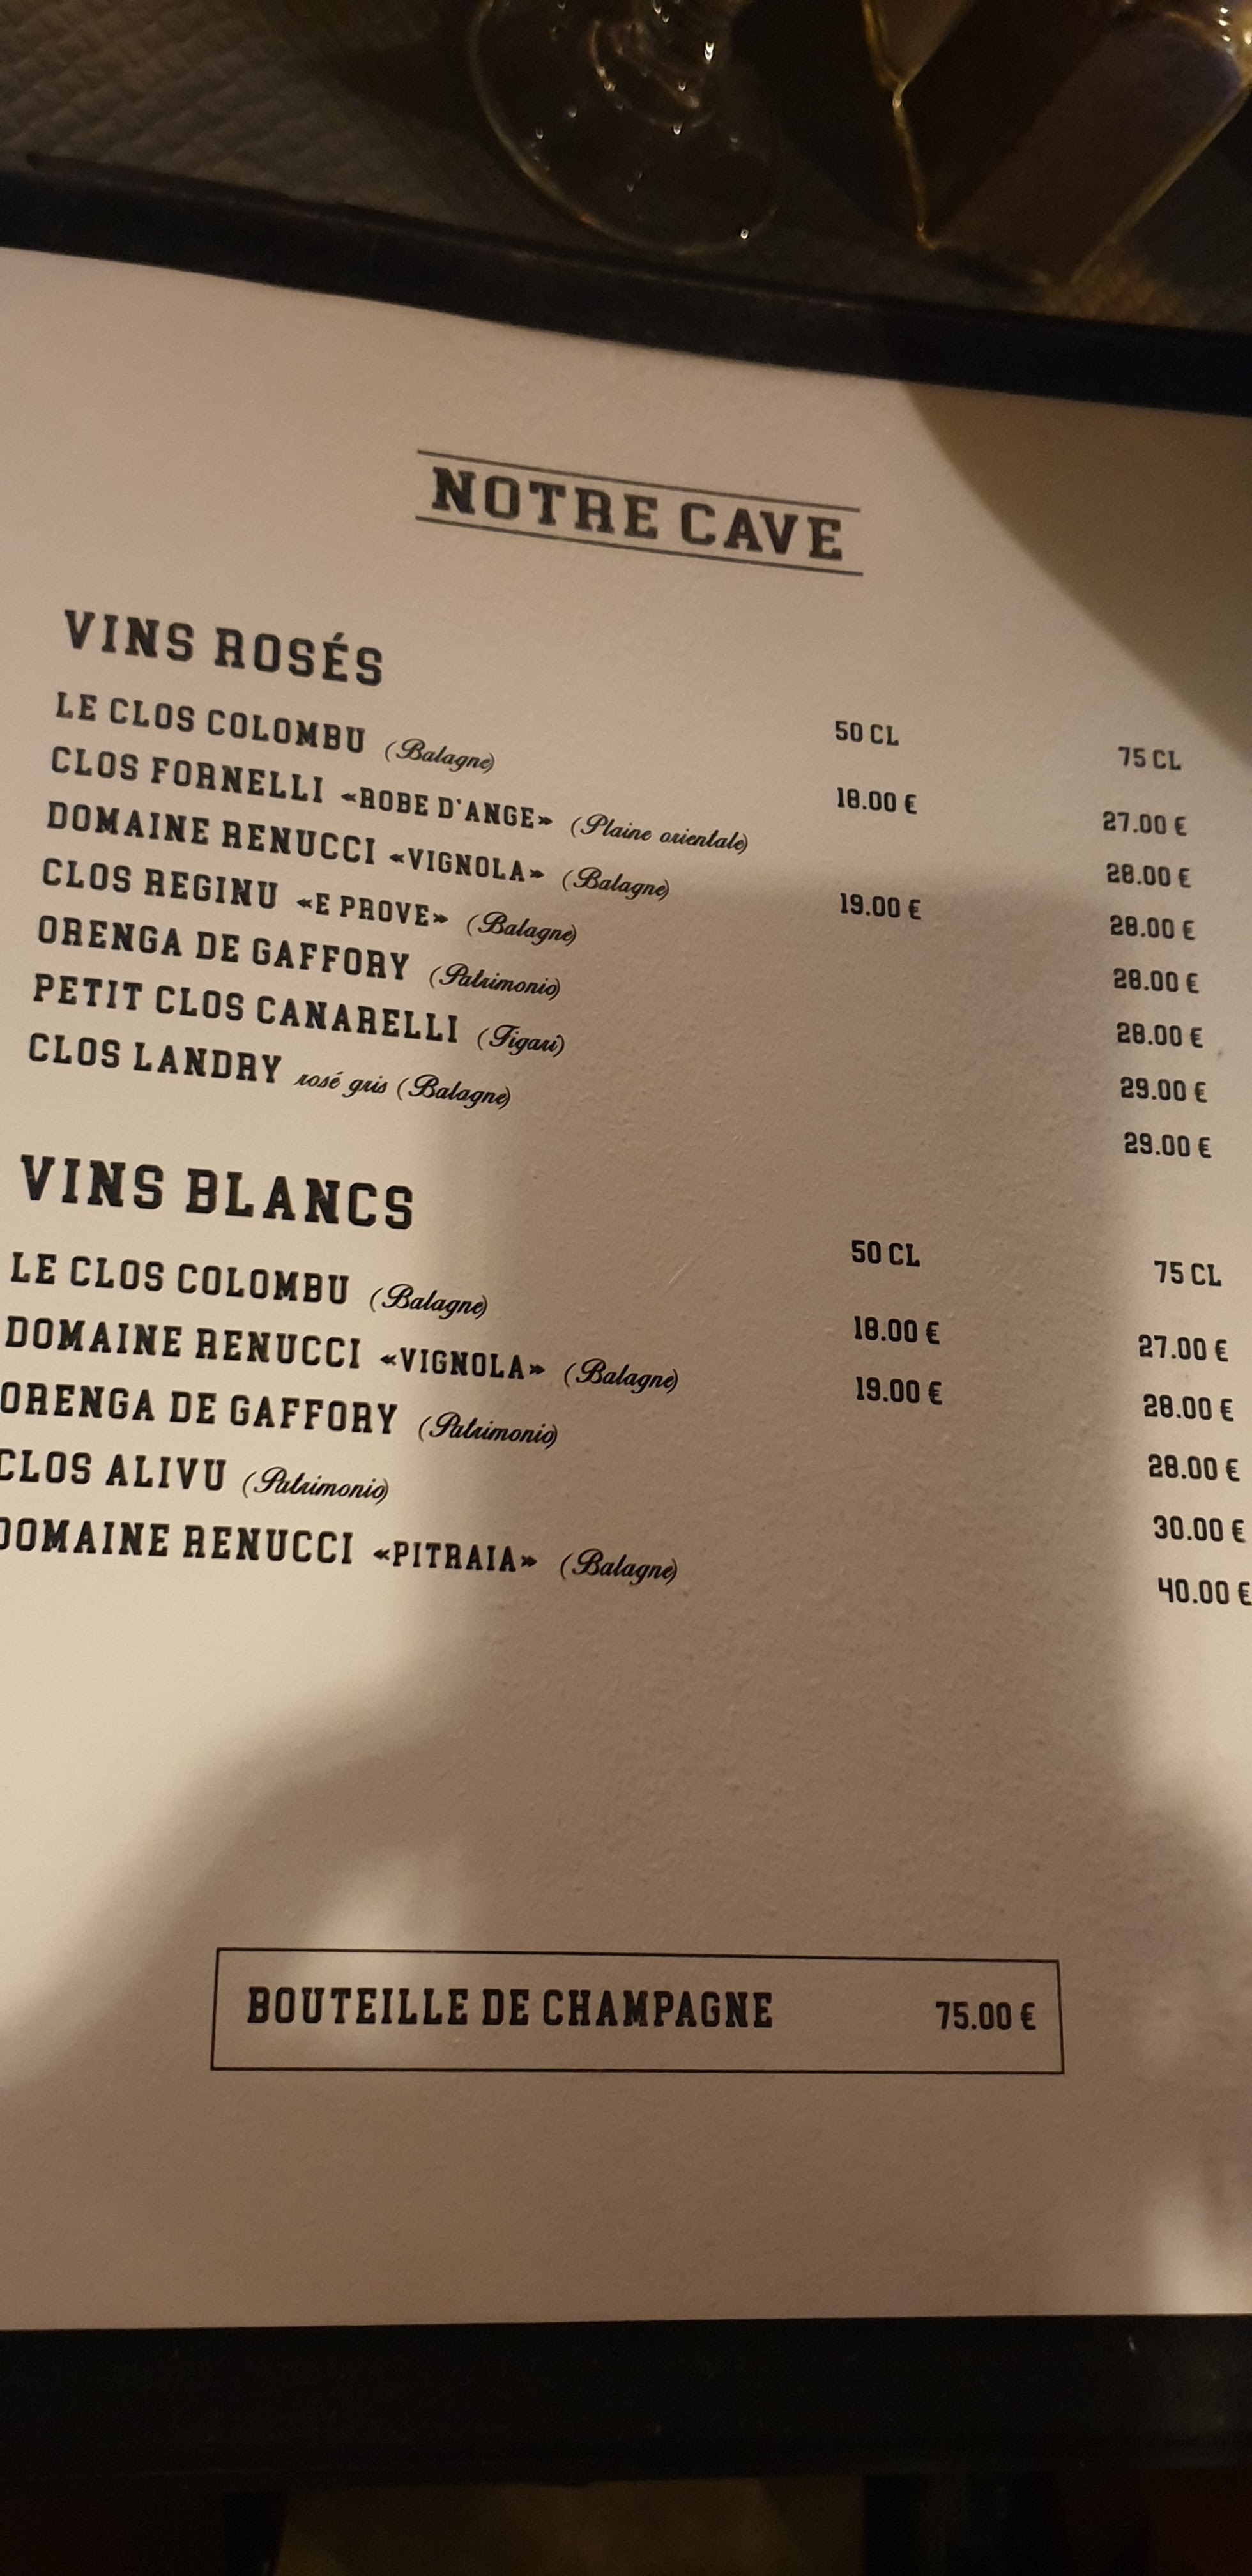 NOTRE CAVE
VINS ROSÉS 50 CL 75 CL
LE CLOS COLOMBU (Balagne) 18.00 € 27.00 €
CLOS FORNELLI «ROBE D'ANGE» (Plaine orientale) 28.00 €
DOMAINE RENUCCI «VIGNOLA» (Balagne) 19.00 € 28.00 €
CLOS REGINU «E PROVE» (Balagne) 28.00 €
ORENGA DE GAFFORY (Patrimonio) 28.00 €
PETIT CLOS CANARELLI (Figari) 29.00 €
CLOS LANDRY rosé gris (Balagne) 29.00 €
VINS BLANCS 50 CL 75 CL
LE CLOS COLOMBU (Balagne) 18.00 € 27.00 €
DOMAINE RENUCCI «VIGNOLA» (Balagne) 19.00 € 28.00 €
ORENGA DE GAFFORY (Patrimonio) 28.00 €
CLOS ALIVU (Patrimonio) 30.00 €
DOMAINE RENUCCI «PITRAIA» (Balagne) 40.00 €
BOUTEILLE DE CHAMPAGNE 75.00 €